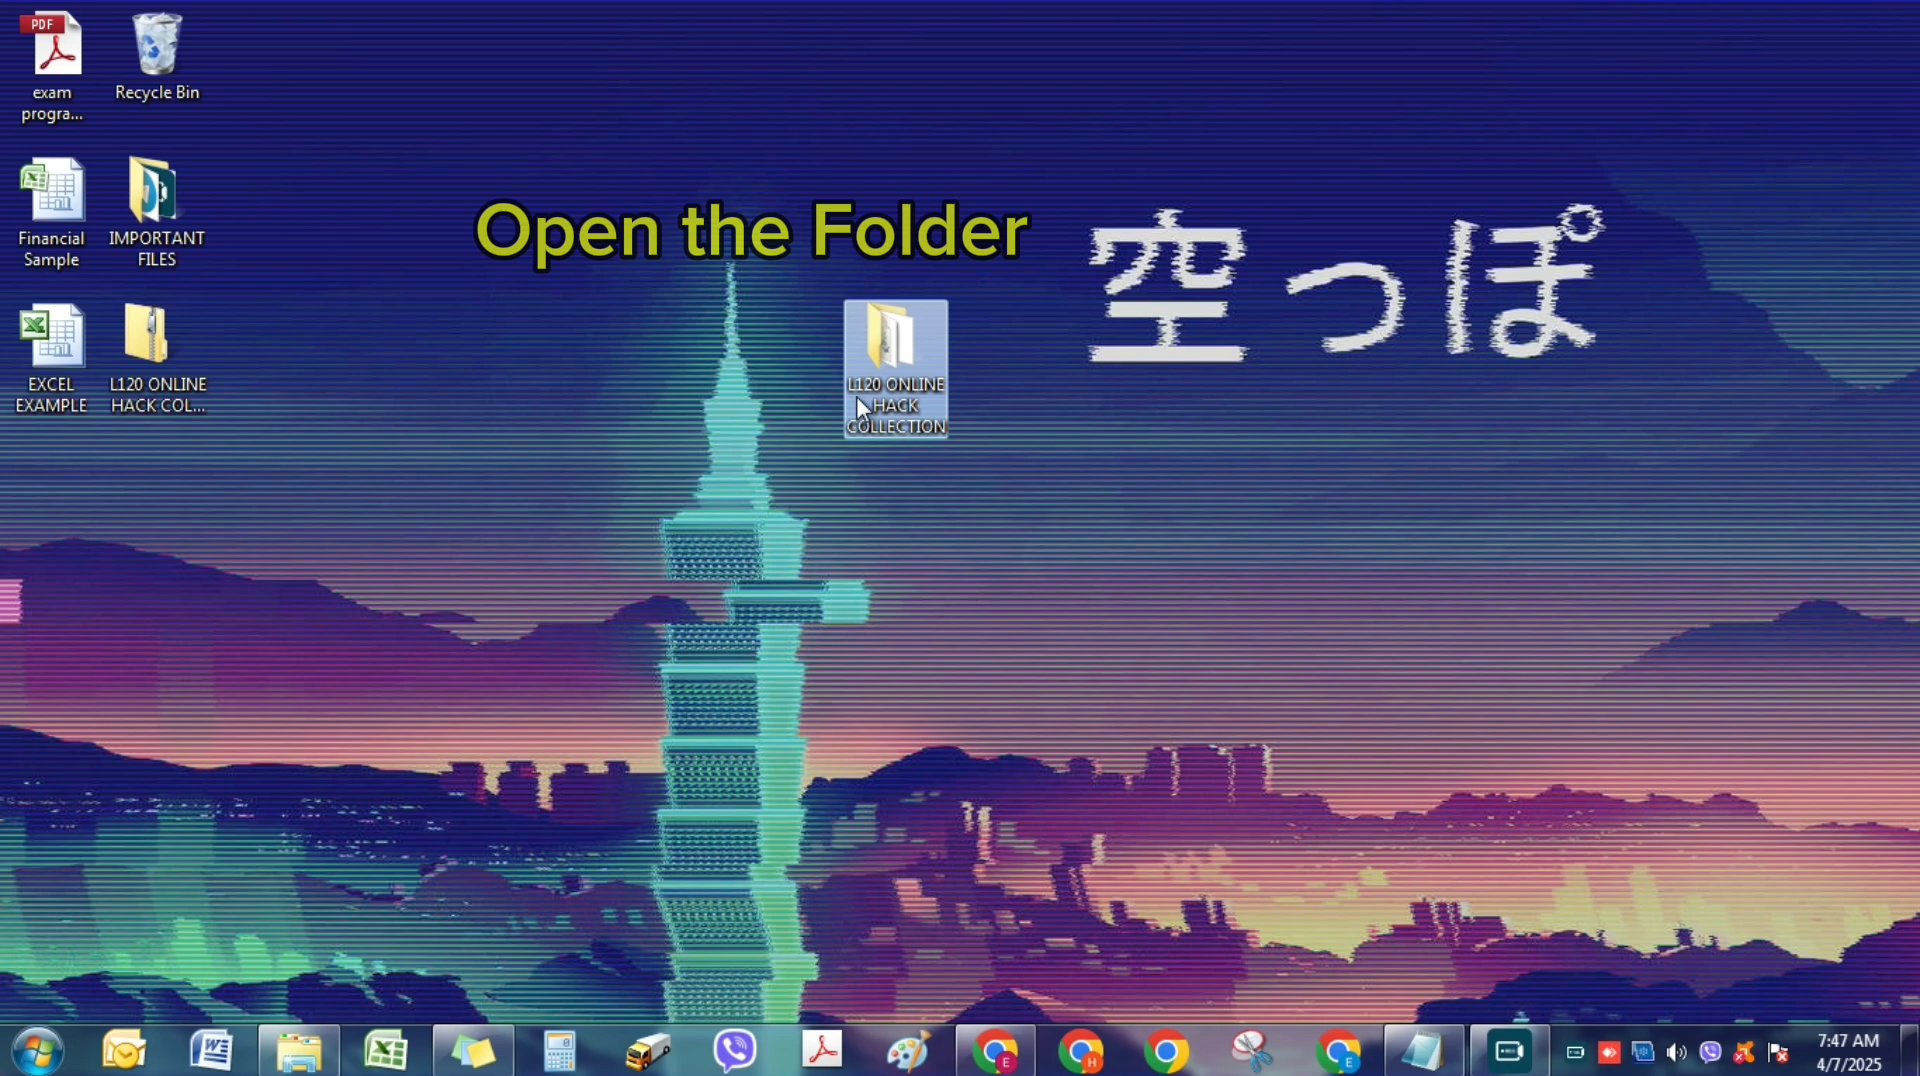 exam
progra...
Recycle Bin
Financial
Sample
IMPORTANT
FILES
EXCEL
EXAMPLE
L120 ONLINE
HACK COL...
Open the Folder
空っぽ
L120 ONLINE
HACK
COLLECTION
7:47 AM
4/7/2025